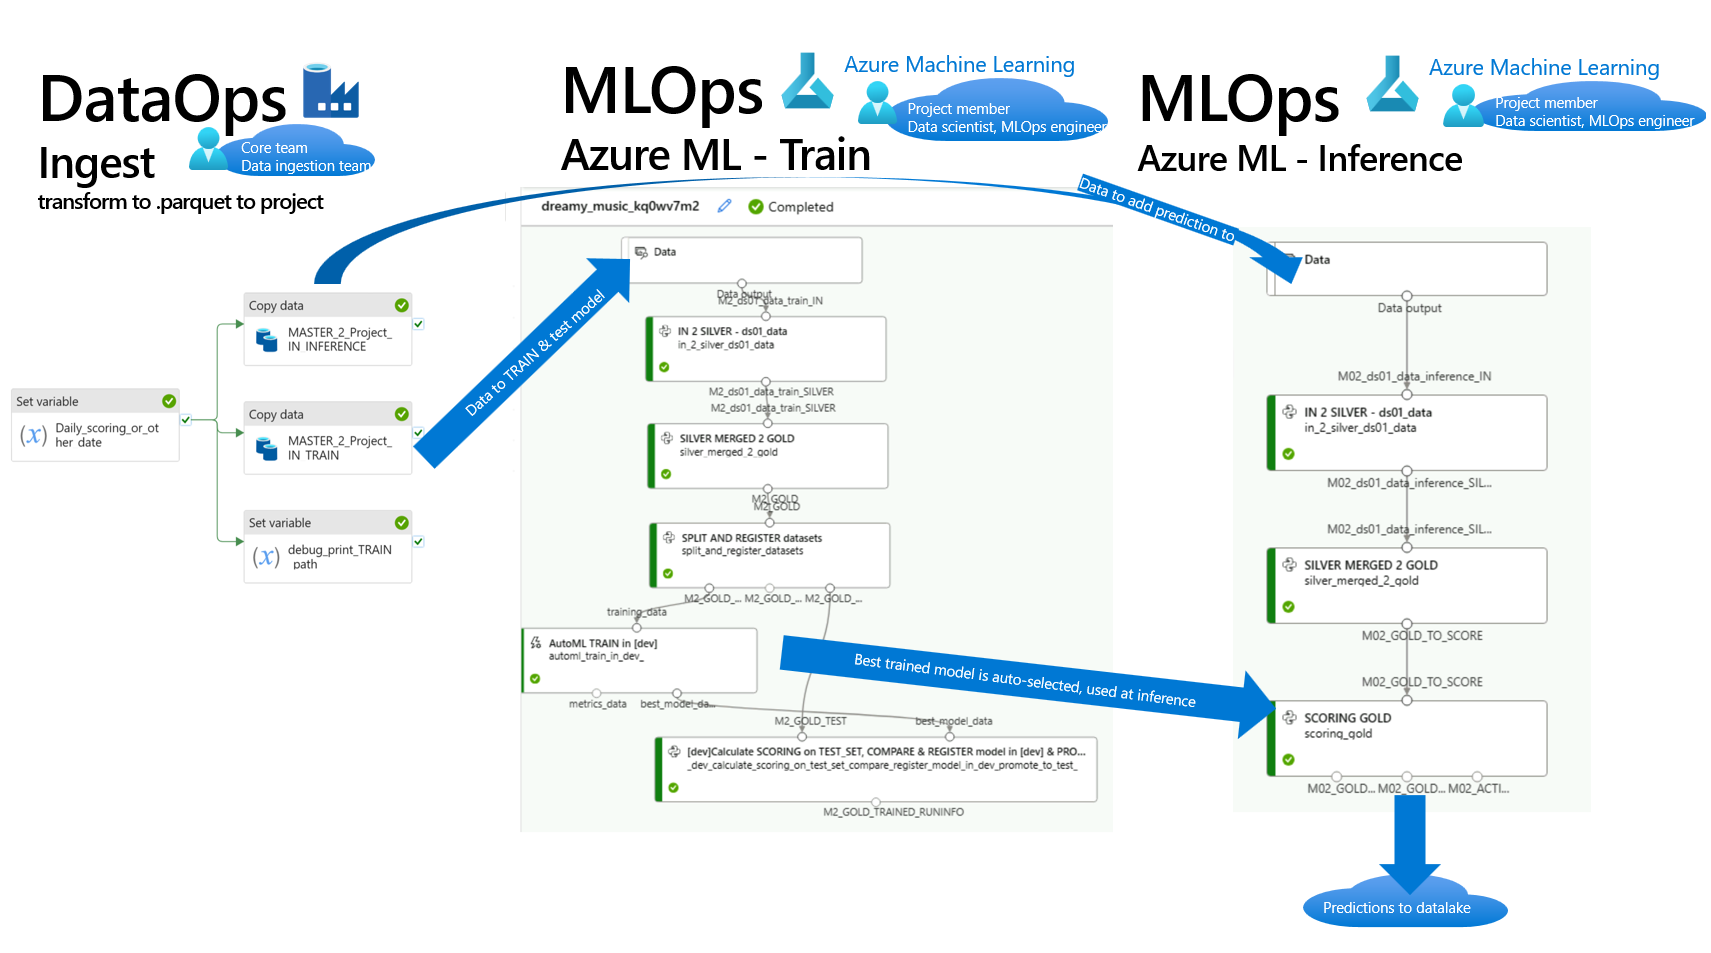 DataOps
Ingest
transform to .parquet to project
Core team
Data ingestion team
MLOps
Azure ML - Train
Azure Machine Learning
Project member
Data scientist, MLOps engineer
MLOps
Azure ML - Inference
Azure Machine Learning
Project member
Data scientist, MLOps engineer
Set variable
(x)
Daily_scoring_or_ot
her_date
Copy data
MASTER_2_Project_
IN_INFERENCE
Copy data
MASTER_2_Project_
IN_TRAIN
Set variable
(x)
debug_print_TRAIN
_path
Data to TRAIN & test model
Data to add prediction to
dreamy_music_kq0wv7m2
Completed
Data
Data output
M2_ds01_data_train_IN
IN 2 SILVER - ds01_data
in_2_silver_ds01_data
M2_ds01_data_train_SILVER
M2_ds01_data_train_SILVER
SILVER MERGED 2 GOLD
silver_merged_2_gold
M2_GOLD
M2_GOLD
SPLIT AND REGISTER datasets
split_and_register_datasets
M2_GOLD_... M2_GOLD_... M2_GOLD_...
training_data
AutoML TRAIN in [dev]
automl_train_in_dev_
metrics_data
best_model_da...
M2_GOLD_TEST
best_model_data
[dev]Calculate SCORING on TEST_SET, COMPARE & REGISTER model in [dev] & PRO...
_dev_calculate_scoring_on_test_set_compare_register_model_in_dev_promote_to_test_
M2_GOLD_TRAINED_RUNINFO
Best trained model is auto-selected, used at inference
Data
Data output
M02_ds01_data_inference_IN
IN 2 SILVER - ds01_data
in_2_silver_ds01_data
M02_ds01_data_inference_SIL...
M02_ds01_data_inference_SIL...
SILVER MERGED 2 GOLD
silver_merged_2_gold
M02_GOLD_TO_SCORE
M02_GOLD_TO_SCORE
SCORING GOLD
scoring_gold
M02_GOLD... M02_GOLD... M02_ACTI...
Predictions to datalake